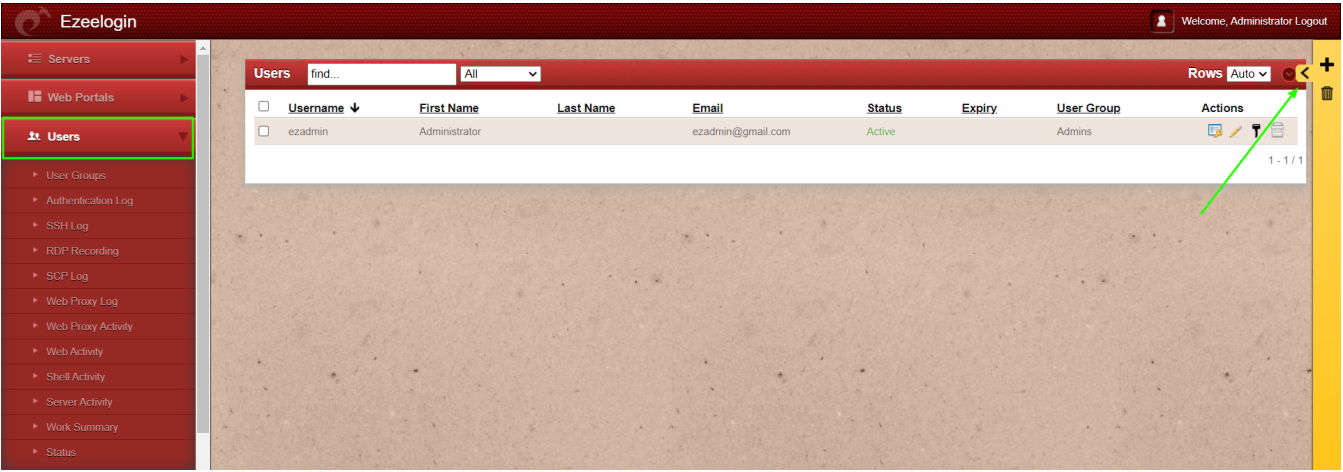 Ezeelogin
Welcome, Administrator Logout
Servers
Web Portals
Users
User Groups
Authentication Log
SSH Log
RDP Recording
SCP Log
Web Proxy Log
Web Proxy Activity
Web Activity
Shell Activity
Server Activity
Work Summary
Status
Users find... All Rows Auto
Username First Name Last Name Email Status Expiry User Group Actions
ezadmin Administrator ezadmin@gmail.com Active Admins
1 - 1 / 1